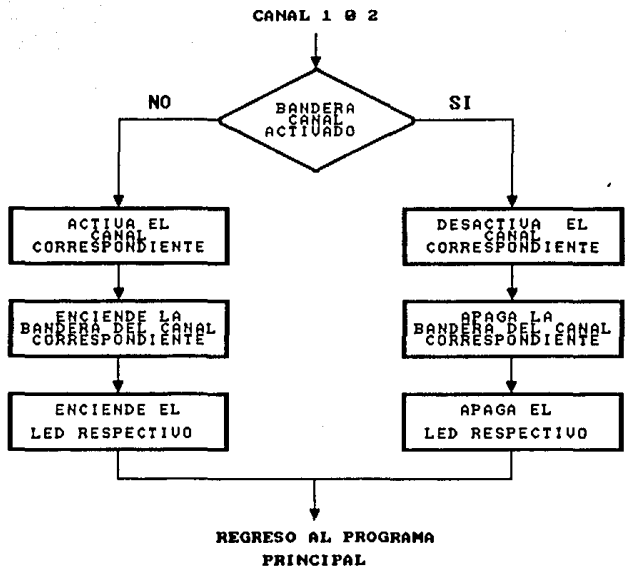 CANAL 1 0 2
NO
SI
BANDERA
CANAL
ACTIVADO
ACTIVA EL
CANAL
CORRESPONDIENTE
DESACTIVA EL
CANAL
CORRESPONDIENTE
ENCIENDE LA
BANDERA DEL CANAL
CORRESPONDIENTE
APAGA LA
BANDERA DEL CANAL
CORRESPONDIENTE
ENCIENDE EL
LED RESPECTIVO
APAGA EL
LED RESPECTIVO
REGRESO AL PROGRAMA
PRINCIPAL